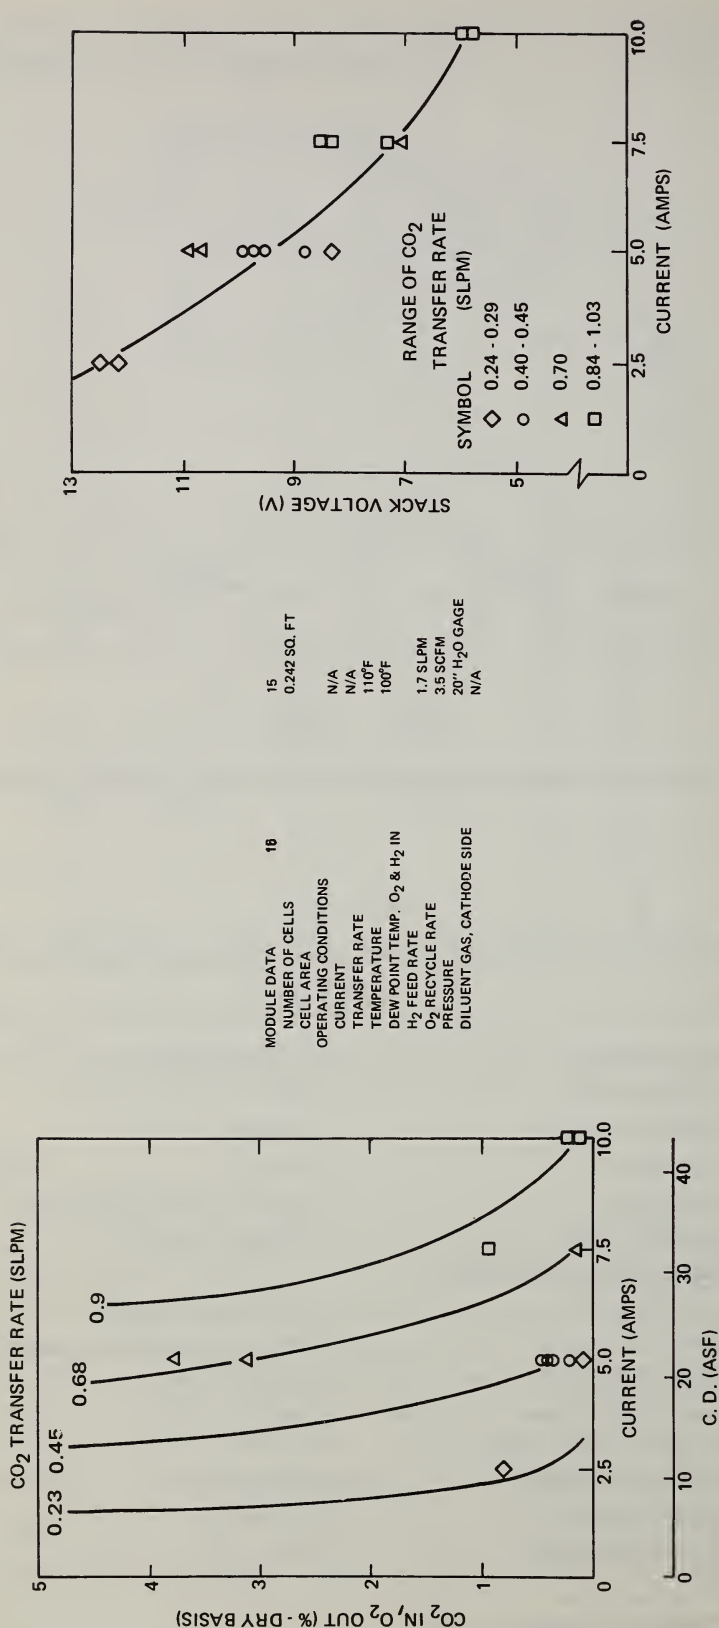 CO2 TRANSFER RATE (SLPM)
0.23
0.45
0.68
0.9
5
4
3
2
1
0
CO2 IN, O2 OUT (% - DRY BASIS)
2.5
5.0
7.5
10.0
CURRENT (AMPS)
0
10
20
30
40
C. D. (ASF)
MODULE DATA 16
NUMBER OF CELLS 15
CELL AREA 0.242 SQ. FT
OPERATING CONDITIONS
CURRENT N/A
TRANSFER RATE N/A
TEMPERATURE 110°F
DEW POINT TEMP. O2 & H2 IN 100°F
H2 FEED RATE 1.7 SLPM
O2 RECYCLE RATE 3.5 SCFM
PRESSURE 20" H2O GAGE
DILUENT GAS, CATHODE SIDE N/A
13
11
9
7
5
STACK VOLTAGE (V)
RANGE OF CO2
TRANSFER RATE
SYMBOL (SLPM)
0.24 - 0.29
0.40 - 0.45
0.70
0.84 - 1.03
0
2.5
5.0
7.5
10.0
CURRENT (AMPS)